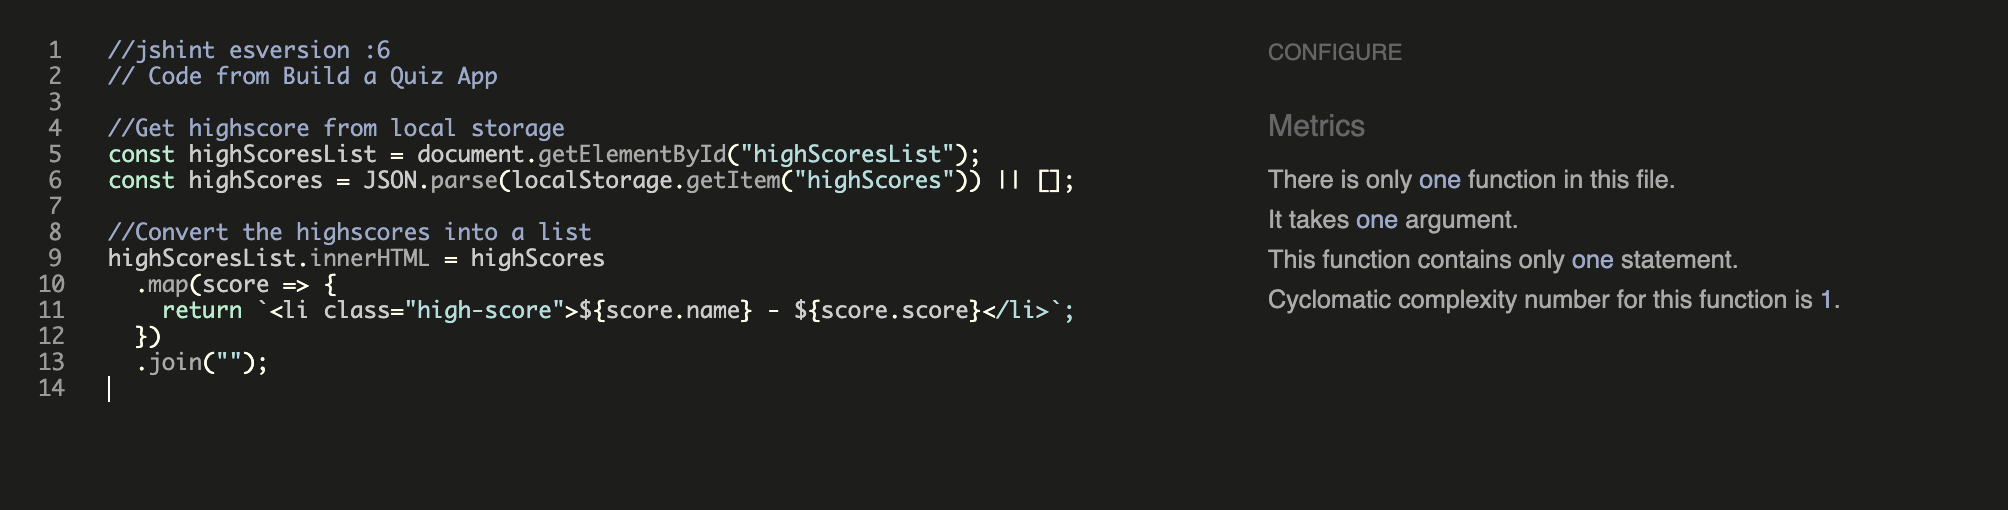 1 //jshint esversion :6
2 // Code from Build a Quiz App
3
4 //Get highscore from local storage
5 const highScoresList = document.getElementById("highScoresList");
6 const highScores = JSON.parse(localStorage.getItem("highScores")) || [];
7
8 //Convert the highscores into a list
9 highScoresList.innerHTML = highScores
10   .map(score => {
11     return `<li class="high-score">${score.name} - ${score.score}</li>`;
12   })
13   .join("");
14
CONFIGURE
Metrics
There is only one function in this file.
It takes one argument.
This function contains only one statement.
Cyclomatic complexity number for this function is 1.